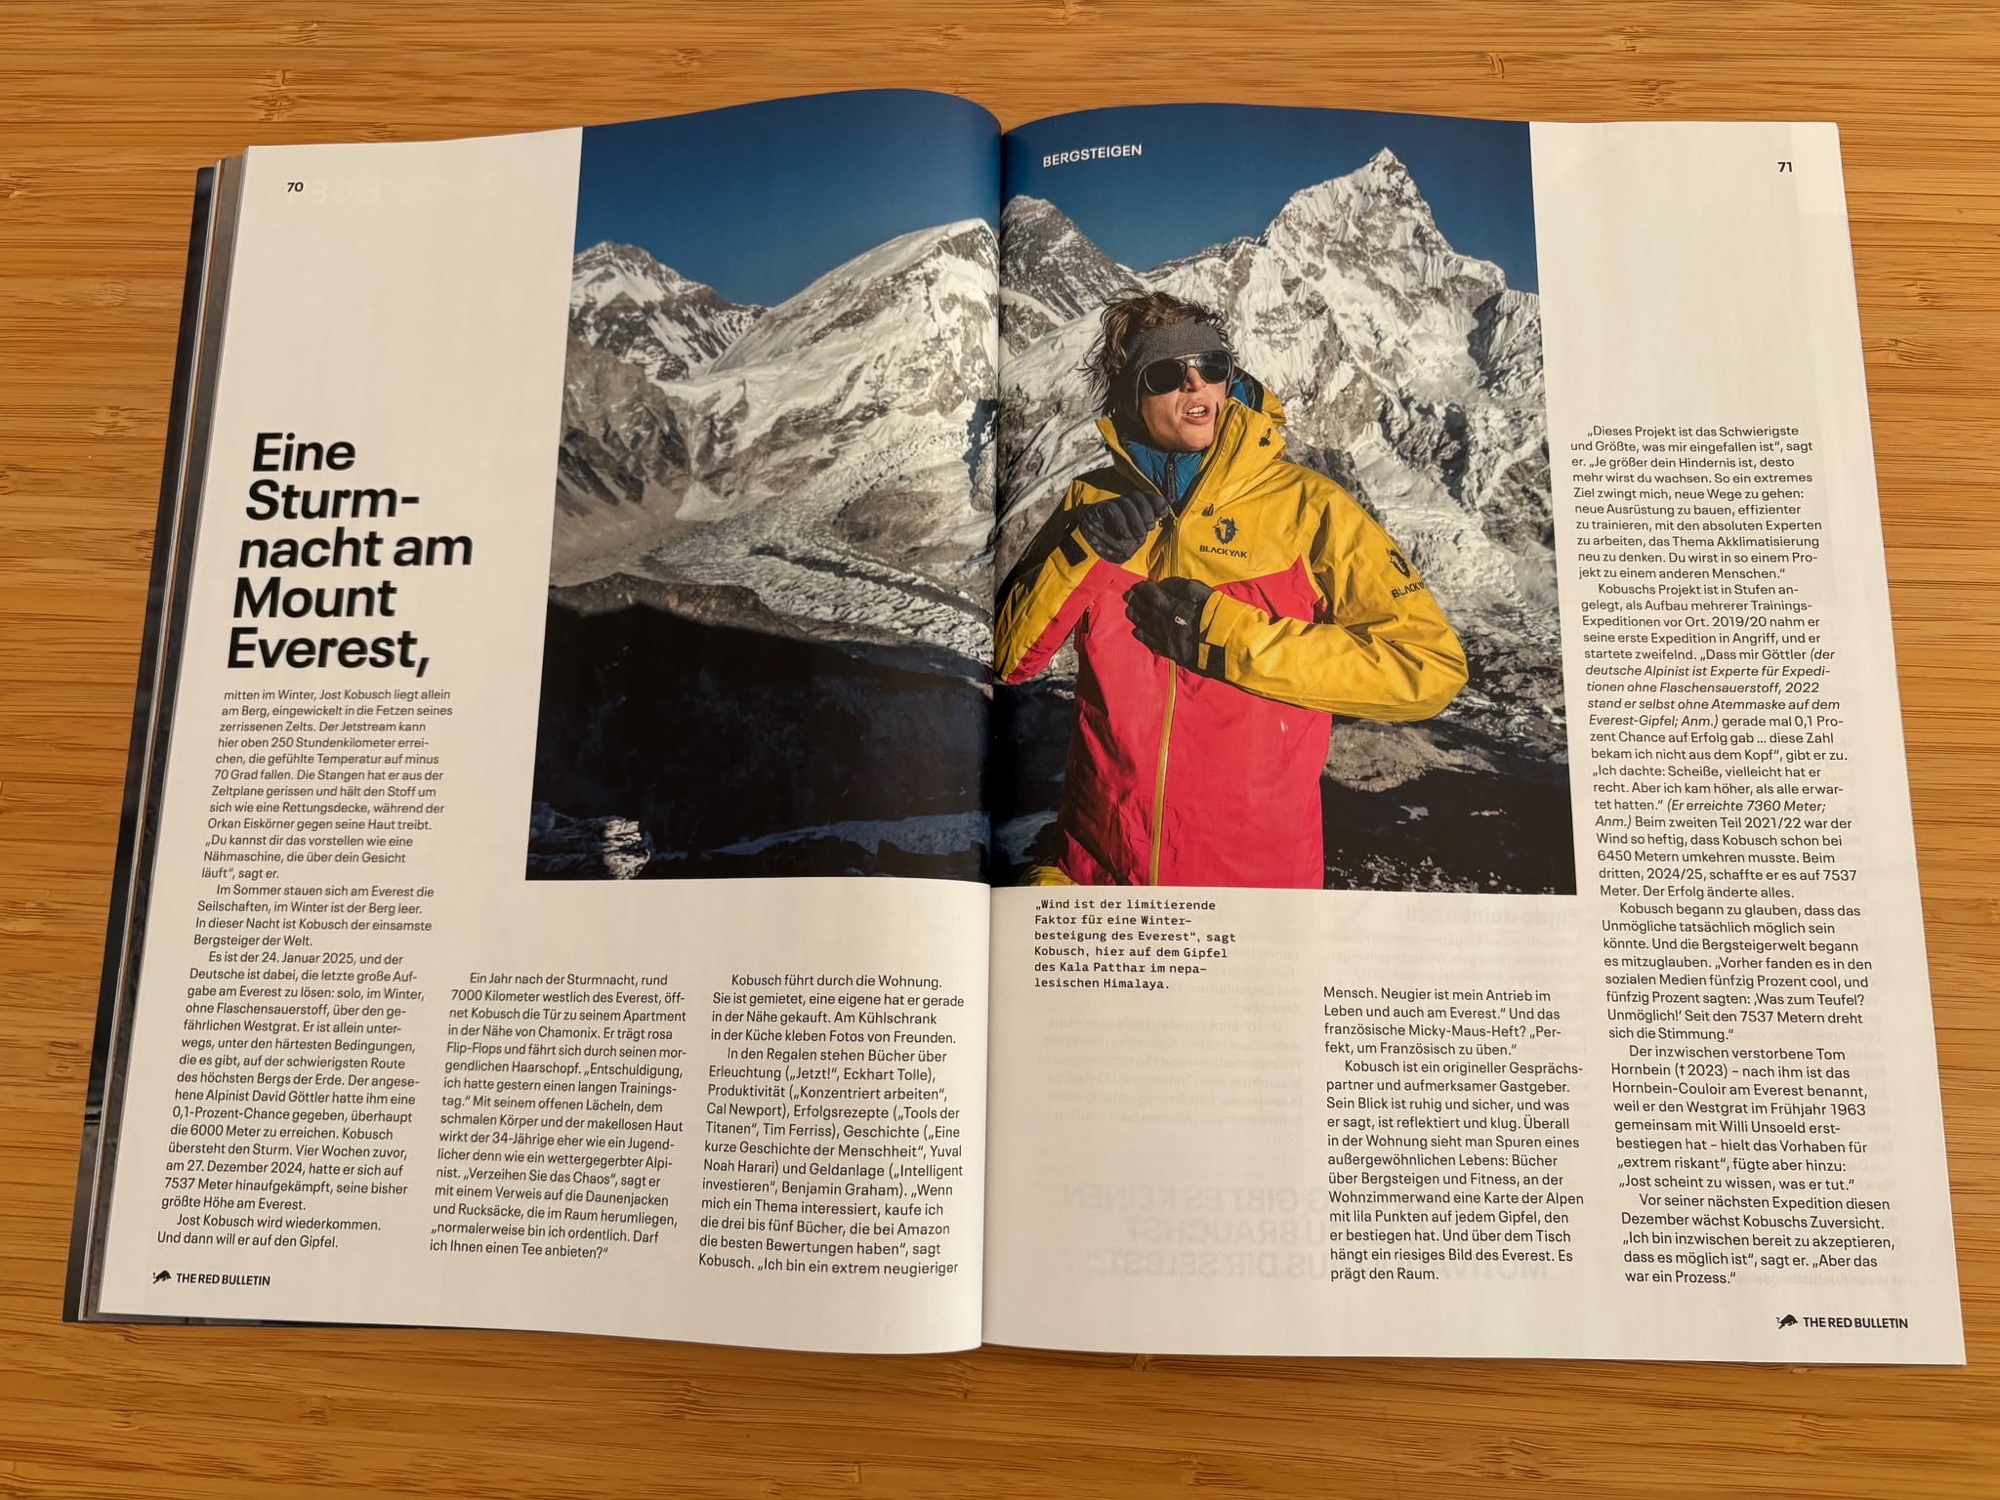 70
Eine
Sturm-
nacht am
Mount
Everest,
mitten im Winter, Jost Kobusch liegt allein
am Berg, eingewickelt in die Fetzen seines
zerrissenen Zelts. Der Jetstream kann
hier oben 250 Stundenkilometer errei-
chen, die gefühlte Temperatur auf minus
70 Grad fallen. Die Stangen hat er aus der
Zeltplane gerissen und hält den Stoff um
sich wie eine Rettungsdecke, während der
Orkan Eiskörner gegen seine Haut treibt.
„Du kannst dir das vorstellen wie eine
Nähmaschine, die über dein Gesicht
läuft“, sagt er.
Im Sommer stauen sich am Everest die
Seilschaften, im Winter ist der Berg leer.
In dieser Nacht ist Kobusch der einsamste
Bergsteiger der Welt.
Es ist der 24. Januar 2025, und der
Deutsche ist dabei, die letzte große Auf-
gabe am Everest zu lösen: solo, im Winter,
ohne Flaschensauerstoff, über den ge-
fährlichen Westgrat. Er ist allein unter-
wegs, unter den härtesten Bedingungen,
die es gibt, auf der schwierigsten Route
des höchsten Bergs der Erde. Der angese-
hene Alpinist David Göttler hatte ihm eine
0,1-Prozent-Chance gegeben, überhaupt
die 6000 Meter zu erreichen. Kobusch
übersteht den Sturm. Vier Wochen zuvor,
am 27. Dezember 2024, hatte er sich auf
7537 Meter hinaufgekämpft, seine bisher
größte Höhe am Everest.
Jost Kobusch wird wiederkommen.
Und dann will er auf den Gipfel.
THE RED BULLETIN
Ein Jahr nach der Sturmnacht, rund
7000 Kilometer westlich des Everest, öff-
net Kobusch die Tür zu seinem Apartment
in der Nähe von Chamonix. Er trägt rosa
Flip-Flops und fährt sich durch seinen mor-
gendlichen Haarschopf. „Entschuldigung,
ich hatte gestern einen langen Trainings-
tag.“ Mit seinem offenen Lächeln, dem
schmalen Körper und der makellosen Haut
wirkt der 34-Jährige eher wie ein Jugend-
licher denn wie ein wettergegerbter Alpi-
nist. „Verzeihen Sie das Chaos“, sagt er
mit einem Verweis auf die Daunenjacken
und Rucksäcke, die im Raum herumliegen,
„normalerweise bin ich ordentlich. Darf
ich Ihnen einen Tee anbieten?“
Kobusch führt durch die Wohnung.
Sie ist gemietet, eine eigene hat er gerade
in der Nähe gekauft. Am Kühlschrank
in der Küche kleben Fotos von Freunden.
In den Regalen stehen Bücher über
Erleuchtung („Jetzt!“, Eckhart Tolle),
Produktivität („Konzentriert arbeiten“,
Cal Newport), Erfolgsrezepte („Tools der
Titanen“, Tim Ferriss), Geschichte („Eine
kurze Geschichte der Menschheit“, Yuval
Noah Harari) und Geldanlage („Intelligent
investieren“, Benjamin Graham). „Wenn
mich ein Thema interessiert, kaufe ich
die drei bis fünf Bücher, die bei Amazon
die besten Bewertungen haben“, sagt
Kobusch. „Ich bin ein extrem neugieriger
BERGSTEIGEN
71
BLACKYAK
BLACKY
„Wind ist der limitierende
Faktor für eine Winter-
besteigung des Everest“, sagt
Kobusch, hier auf dem Gipfel
des Kala Patthar im nepa-
lesischen Himalaya.
Mensch. Neugier ist mein Antrieb im
Leben und auch am Everest.“ Und das
französische Micky-Maus-Heft? „Per-
fekt, um Französisch zu üben.“
Kobusch ist ein origineller Gesprächs-
partner und aufmerksamer Gastgeber.
Sein Blick ist ruhig und sicher, und was
er sagt, ist reflektiert und klug. Überall
in der Wohnung sieht man Spuren eines
außergewöhnlichen Lebens: Bücher
über Bergsteigen und Fitness, an der
Wohnzimmerwand eine Karte der Alpen
mit lila Punkten auf jedem Gipfel, den
er bestiegen hat. Und über dem Tisch
hängt ein riesiges Bild des Everest. Es
prägt den Raum.
„Dieses Projekt ist das Schwierigste
und Größte, was mir eingefallen ist“, sagt
er. „Je größer dein Hindernis ist, desto
mehr wirst du wachsen. So ein extremes
Ziel zwingt mich, neue Wege zu gehen:
neue Ausrüstung zu bauen, effizienter
zu trainieren, mit den absoluten Experten
zu arbeiten, das Thema Akklimatisierung
neu zu denken. Du wirst in so einem Pro-
jekt zu einem anderen Menschen.“
Kobuschs Projekt ist in Stufen an-
gelegt, als Aufbau mehrerer Trainings-
Expeditionen vor Ort. 2019/20 nahm er
seine erste Expedition in Angriff, und er
startete zweifelnd. „Dass mir Göttler (der
deutsche Alpinist ist Experte für Expedi-
tionen ohne Flaschensauerstoff, 2022
stand er selbst ohne Atemmaske auf dem
Everest-Gipfel; Anm.) gerade mal 0,1 Pro-
zent Chance auf Erfolg gab ... diese Zahl
bekam ich nicht aus dem Kopf“, gibt er zu.
„Ich dachte: Scheiße, vielleicht hat er
recht. Aber ich kam höher, als alle erwar-
tet hatten.“ (Er erreichte 7360 Meter;
Anm.) Beim zweiten Teil 2021/22 war der
Wind so heftig, dass Kobusch schon bei
6450 Metern umkehren musste. Beim
dritten, 2024/25, schaffte er es auf 7537
Meter. Der Erfolg änderte alles.
Kobusch begann zu glauben, dass das
Unmögliche tatsächlich möglich sein
könnte. Und die Bergsteigerwelt begann
es mitzuglauben. „Vorher fanden es in den
sozialen Medien fünfzig Prozent cool, und
fünfzig Prozent sagten: ‚Was zum Teufel?
Unmöglich!‘ Seit den 7537 Metern dreht
sich die Stimmung.“
Der inzwischen verstorbene Tom
Hornbein († 2023) – nach ihm ist das
Hornbein-Couloir am Everest benannt,
weil er den Westgrat im Frühjahr 1963
gemeinsam mit Willi Unsoeld erst-
bestiegen hat – hielt das Vorhaben für
„extrem riskant“, fügte aber hinzu:
„Jost scheint zu wissen, was er tut.“
Vor seiner nächsten Expedition diesen
Dezember wächst Kobuschs Zuversicht.
„Ich bin inzwischen bereit zu akzeptieren,
dass es möglich ist“, sagt er. „Aber das
war ein Prozess.“
THE RED BULLETIN